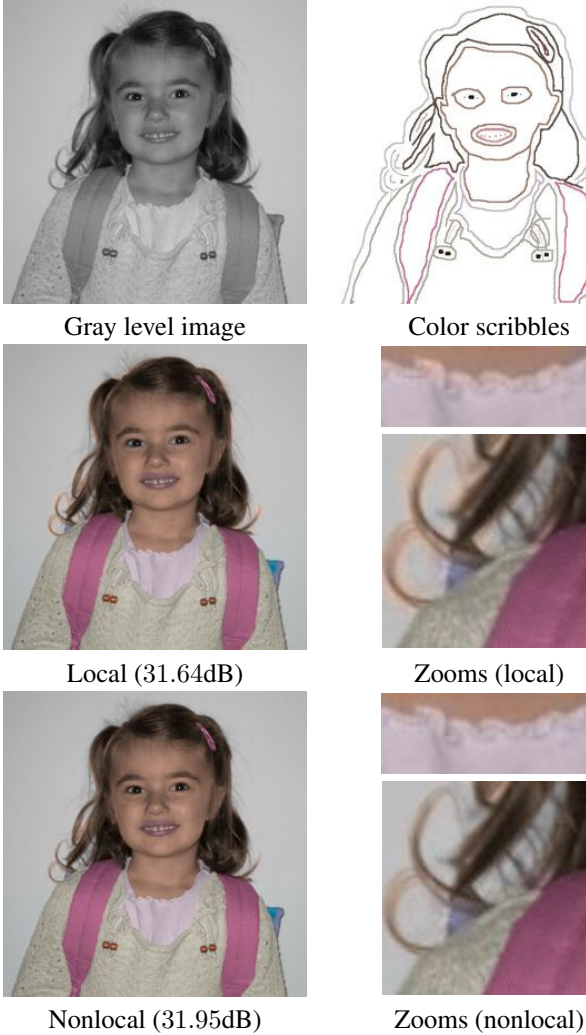 Gray level image
Color scribbles
Local (31.64dB)
Zooms (local)
Nonlocal (31.95dB)
Zooms (nonlocal)